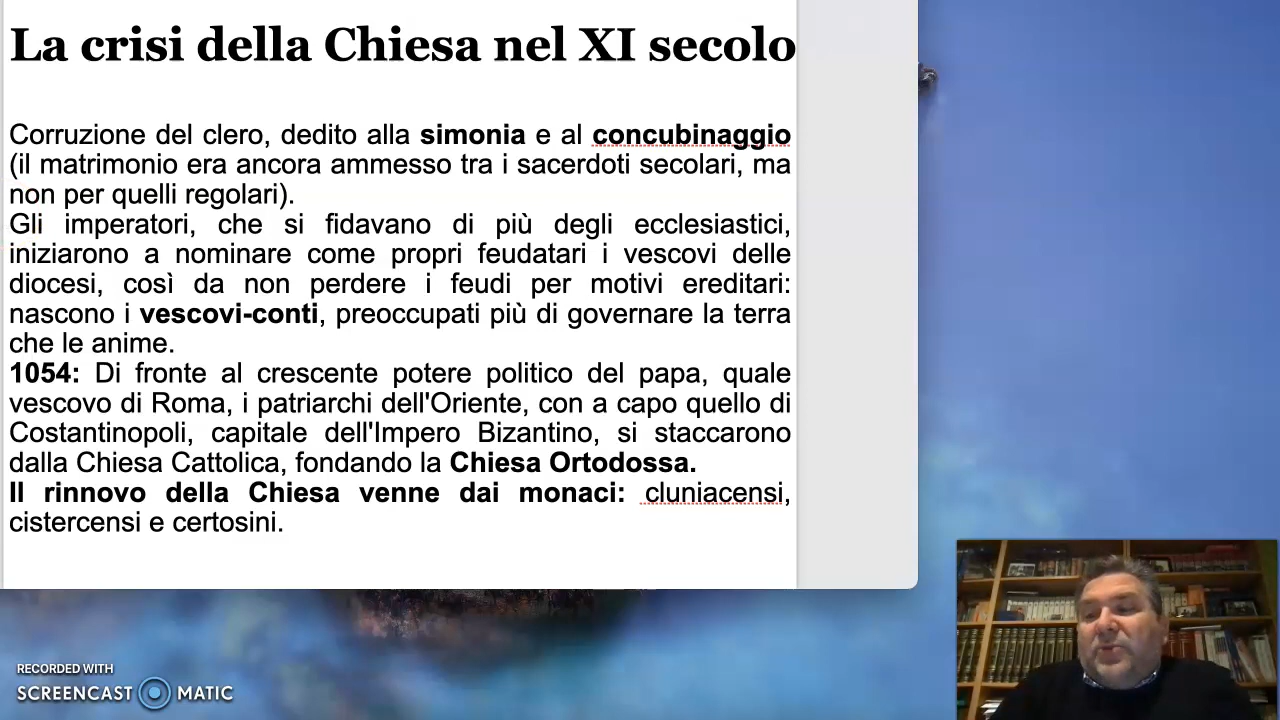 La crisi della Chiesa nel XI secolo
Corruzione del clero, dedito alla simonia e al concubinaggio
(il matrimonio era ancora ammesso tra i sacerdoti secolari, ma
non per quelli regolari).
Gli imperatori, che si fidavano di più degli ecclesiastici,
iniziarono a nominare come propri feudatari i vescovi delle
diocesi, così da non perdere i feudi per motivi ereditari:
nascono i vescovi-conti, preoccupati più di governare la terra
che le anime.
1054: Di fronte al crescente potere politico del papa, quale
vescovo di Roma, i patriarchi dell'Oriente, con a capo quello di
Costantinopoli, capitale dell'Impero Bizantino, si staccarono
dalla Chiesa Cattolica, fondando la Chiesa Ortodossa.
Il rinnovo della Chiesa venne dai monaci: cluniacensi,
cistercensi e certosini.
RECORDED WITH
SCREENCAST MATIC